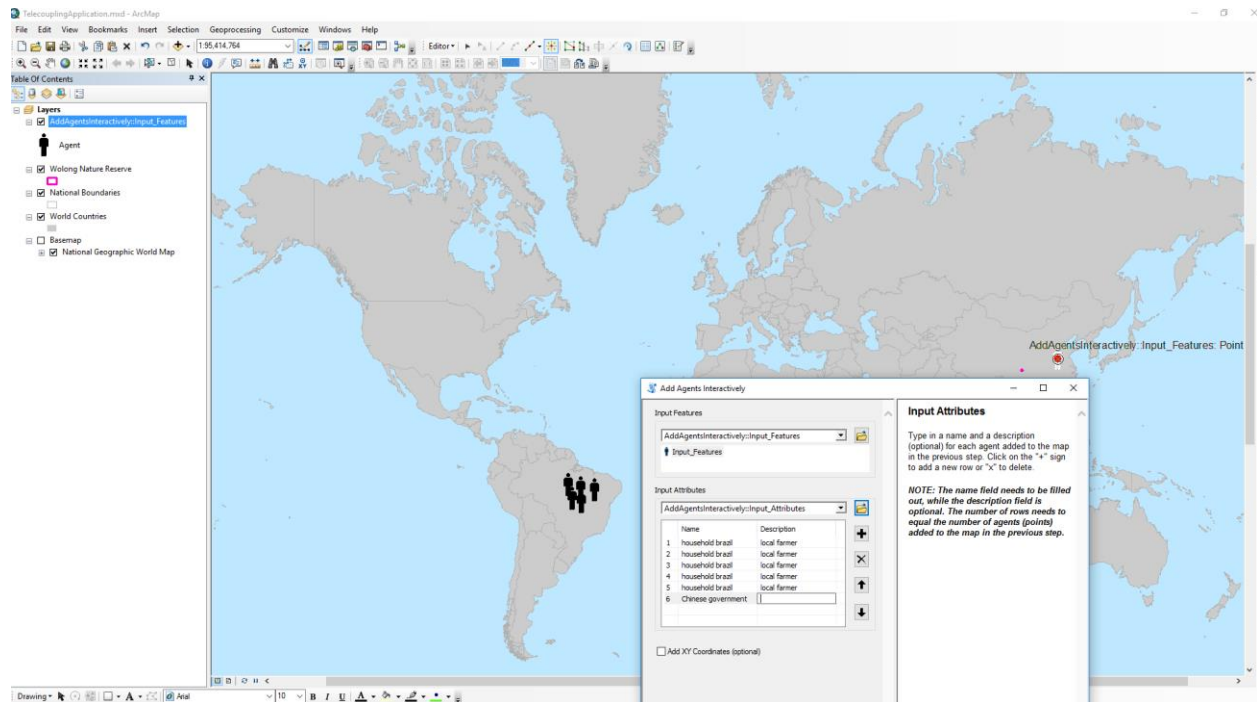 TelecouplingApplication.mxd - ArcMap
File Edit View Bookmarks Insert Selection Geoprocessing Customize Windows Help
1:95,414,764
Editor
Table Of Contents
Layers
AddAgentsInteractively::Input_Features
Agent
Wolong Nature Reserve
National Boundaries
World Countries
Basemap
National Geographic World Map
AddAgentsInteractively::Input_Features: Point
Add Agents Interactively
Input Features
AddAgentsInteractively::Input_Features
Input_Features
Input Attributes
AddAgentsInteractively::Input_Attributes
Name Description
1 household brazil local farmer
2 household brazil local farmer
3 household brazil local farmer
4 household brazil local farmer
5 household brazil local farmer
6 Chinese government
Add XY Coordinates (optional)
Input Attributes
Type in a name and a description
(optional) for each agent added to the map
in the previous step. Click on the "+" sign
to add a new row or "x" to delete.
NOTE: The name field needs to be filled
out, while the description field is
optional. The number of rows needs to
equal the number of agents (points)
added to the map in the previous step.
Drawing A Arial 10 B I U A